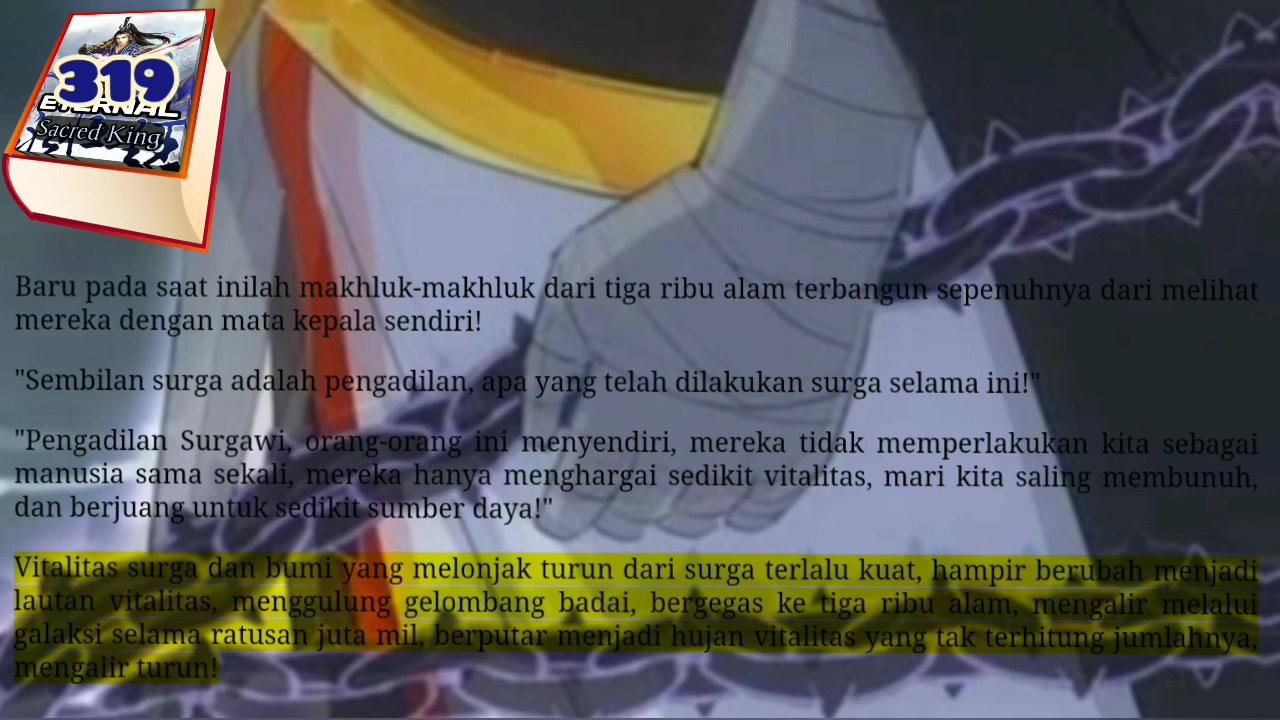 319
ETERNAL
Sacred King
Baru pada saat inilah makhluk-makhluk dari tiga ribu alam terbangun sepenuhnya dari melihat
mereka dengan mata kepala sendiri!
"Sembilan surga adalah pengadilan, apa yang telah dilakukan surga selama ini!"
"Pengadilan Surgawi, orang-orang ini menyendiri, mereka tidak memperlakukan kita sebagai
manusia sama sekali, mereka hanya menghargai sedikit vitalitas, mari kita saling membunuh,
dan berjuang untuk sedikit sumber daya!"
Vitalitas surga dan bumi yang melonjak turun dari surga terlalu kuat, hampir berubah menjadi
lautan vitalitas, menggulung gelombang badai, bergegas ke tiga ribu alam, mengalir melalui
galaksi selama ratusan juta mil, berputar menjadi hujan vitalitas yang tak terhitung jumlahnya,
mengalir turun!